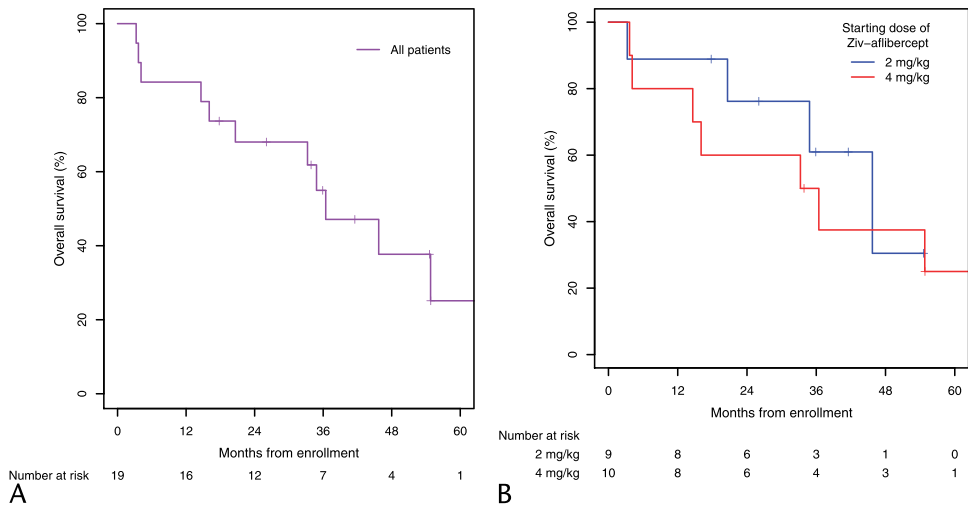 100
80
60
40
20
0
Overall survival (%)
All patients
0 12 24 36 48 60
Months from enrollment
Number at risk 19 16 12 7 4 1
A
100
80
60
40
20
0
Overall survival (%)
Starting dose of
Ziv−aflibercept
2 mg/kg
4 mg/kg
0 12 24 36 48 60
Months from enrollment
Number at risk
2 mg/kg 9 8 6 3 1 0
4 mg/kg 10 8 6 4 3 1
B